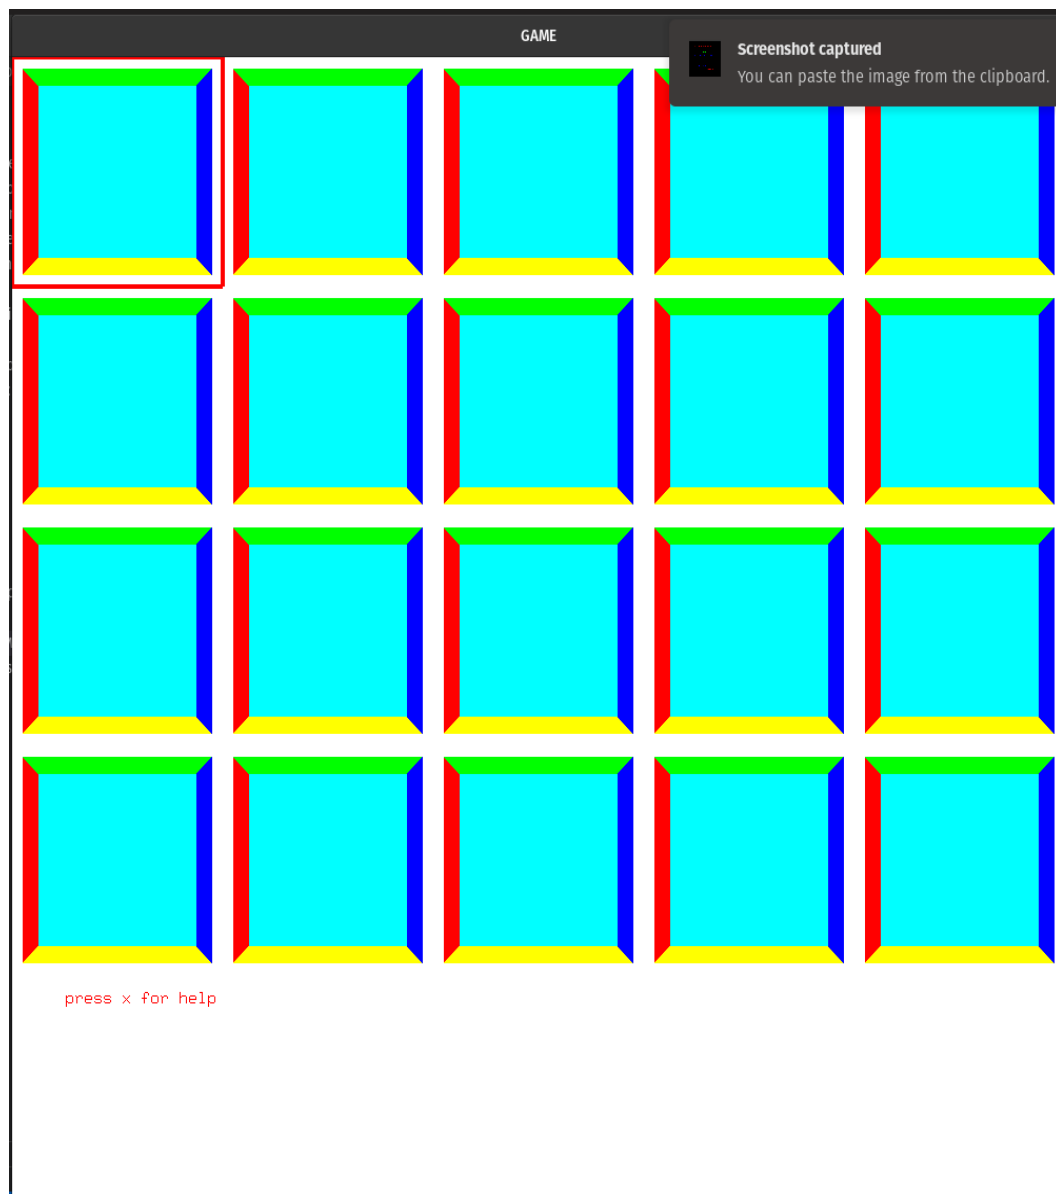 GAME
Screenshot captured
You can paste the image from the clipboard.
press x for help